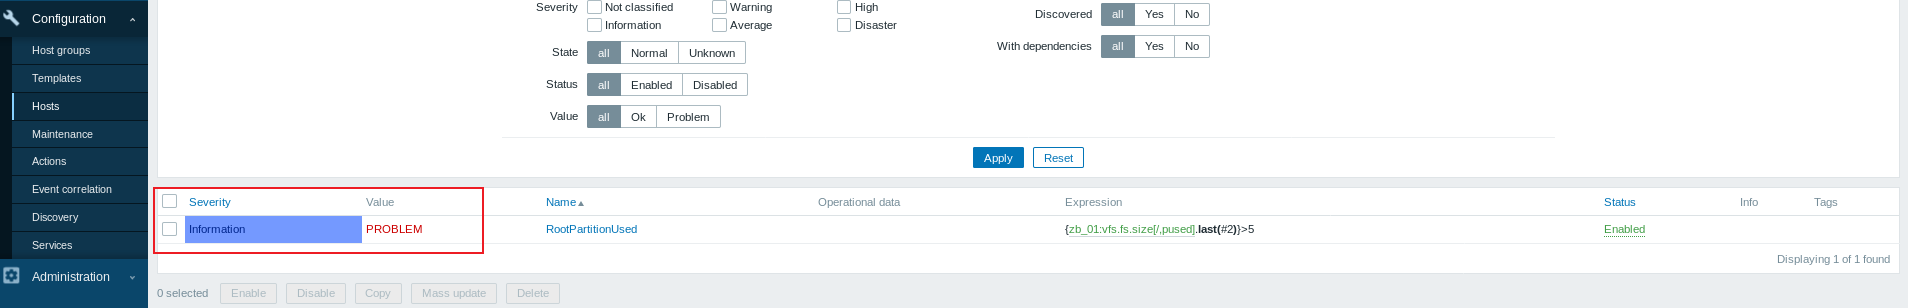 Configuration
Host groups
Templates
Hosts
Maintenance
Actions
Event correlation
Discovery
Services
Administration
Severity Not classified Warning High
Information Average Disaster
State all Normal Unknown
Status all Enabled Disabled
Value all Ok Problem
Discovered all Yes No
With dependencies all Yes No
Apply Reset
Severity Value Name Operational data Expression Status Info Tags
Information PROBLEM RootPartitionUsed {zb_01:vfs.fs.size[/,pused].last(#2)}>5 Enabled
Displaying 1 of 1 found
0 selected Enable Disable Copy Mass update Delete